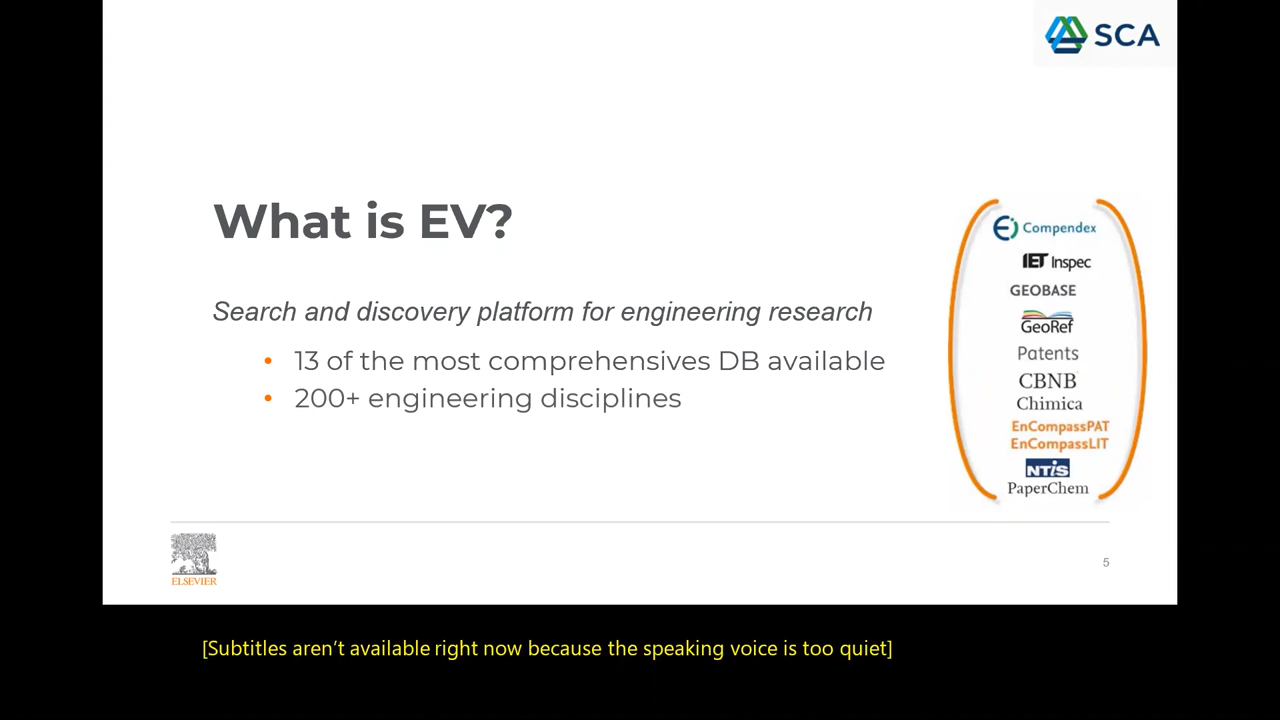 SCA
What is EV?
Search and discovery platform for engineering research
• 13 of the most comprehensives DB available
• 200+ engineering disciplines
Ei Compendex
IET Inspec
GEOBASE
GeoRef
Patents
CBNB
Chimica
EnCompassPAT
EnCompassLIT
NTIS
PaperChem
ELSEVIER
5
[Subtitles aren’t available right now because the speaking voice is too quiet]